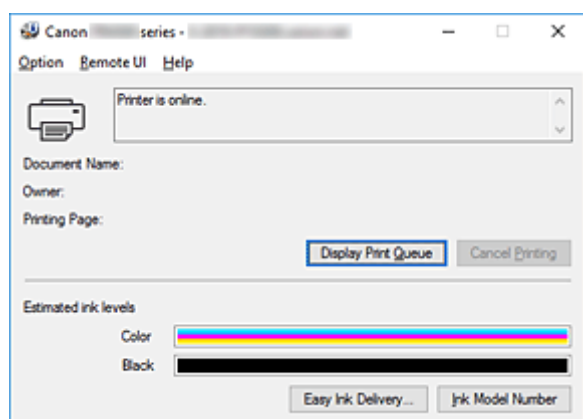 Canon series -
Option Remote UI Help
Printer is online.
Document Name:
Owner:
Printing Page:
Display Print Queue Cancel Printing
Estimated ink levels
Color
Black
Easy Ink Delivery... Ink Model Number